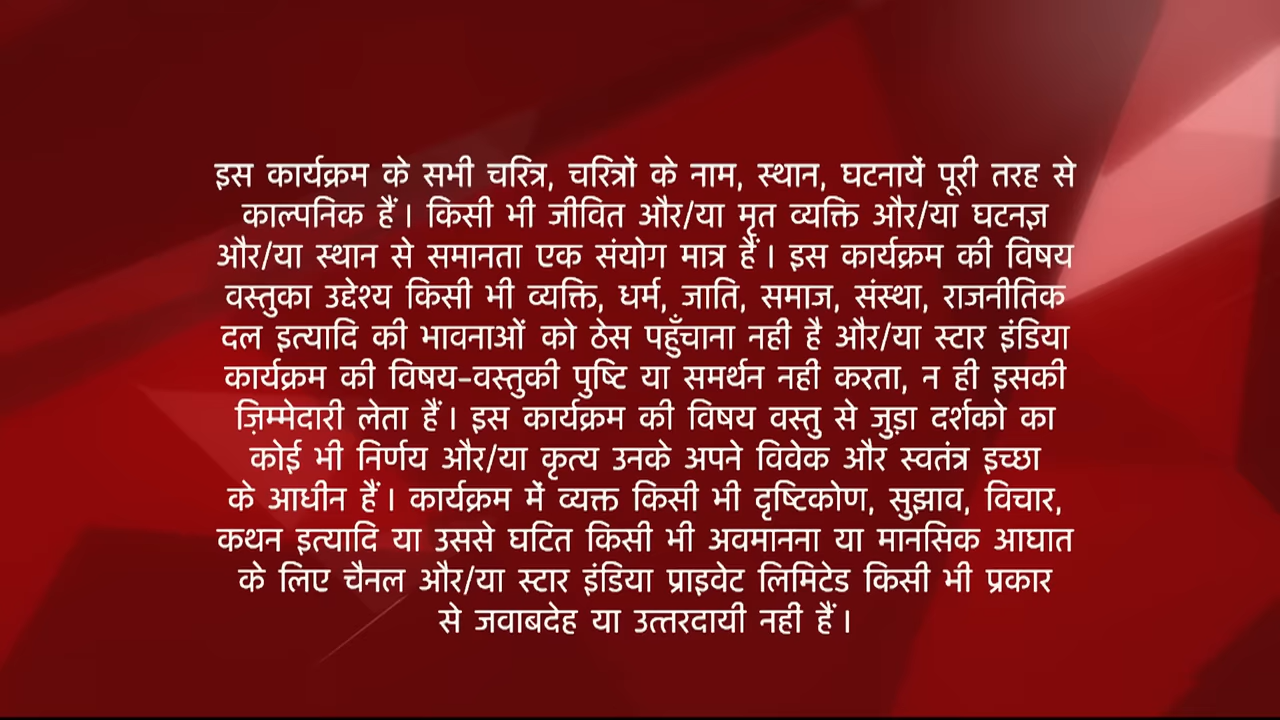 इस कार्यक्रम के सभी चरित्र, चरित्रों के नाम, स्थान, घटनायें पूरी तरह से
काल्पनिक हैं। किसी भी जीवित और/या मृत व्यक्ति और/या घटनज्ञ
और/या स्थान से समानता एक संयोग मात्र हैं। इस कार्यक्रम की विषय
वस्तुका उद्देश्य किसी भी व्यक्ति, धर्म, जाति, समाज, संस्था, राजनीतिक
दल इत्यादि की भावनाओं को ठेस पहुँचाना नही है और/या स्टार इंडिया
कार्यक्रम की विषय-वस्तुकी पुष्टि या समर्थन नही करता, न ही इसकी
ज़िम्मेदारी लेता हैं। इस कार्यक्रम की विषय वस्तु से जुड़ा दर्शको का
कोई भी निर्णय और/या कृत्य उनके अपने विवेक और स्वतंत्र इच्छा
के आधीन हैं। कार्यक्रम में व्यक्त किसी भी दृष्टिकोण, सुझाव, विचार,
कथन इत्यादि या उससे घटित किसी भी अवमानना या मानसिक आघात
के लिए चैनल और/या स्टार इंडिया प्राइवेट लिमिटेड किसी भी प्रकार
से जवाबदेह या उत्तरदायी नही हैं।